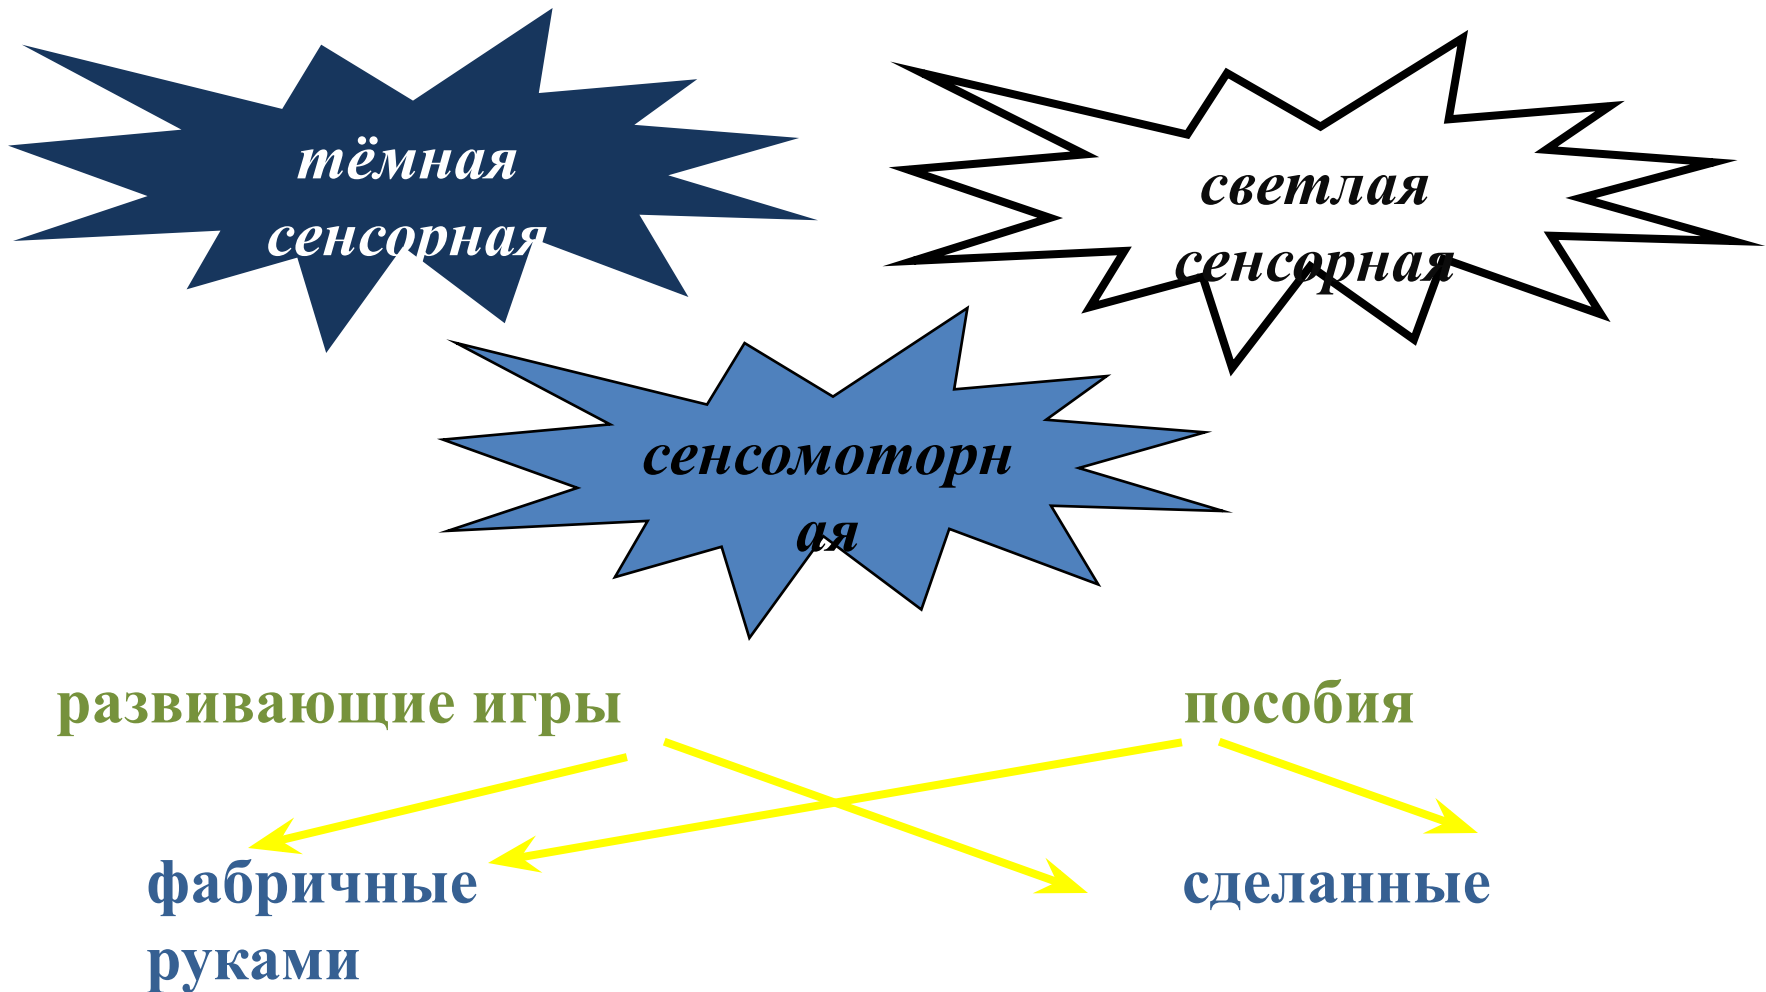 тёмная
сенсорная
светлая
сенсорная
сенсомоторн
ая
развивающие игры пособия
фабричные сделанные
руками